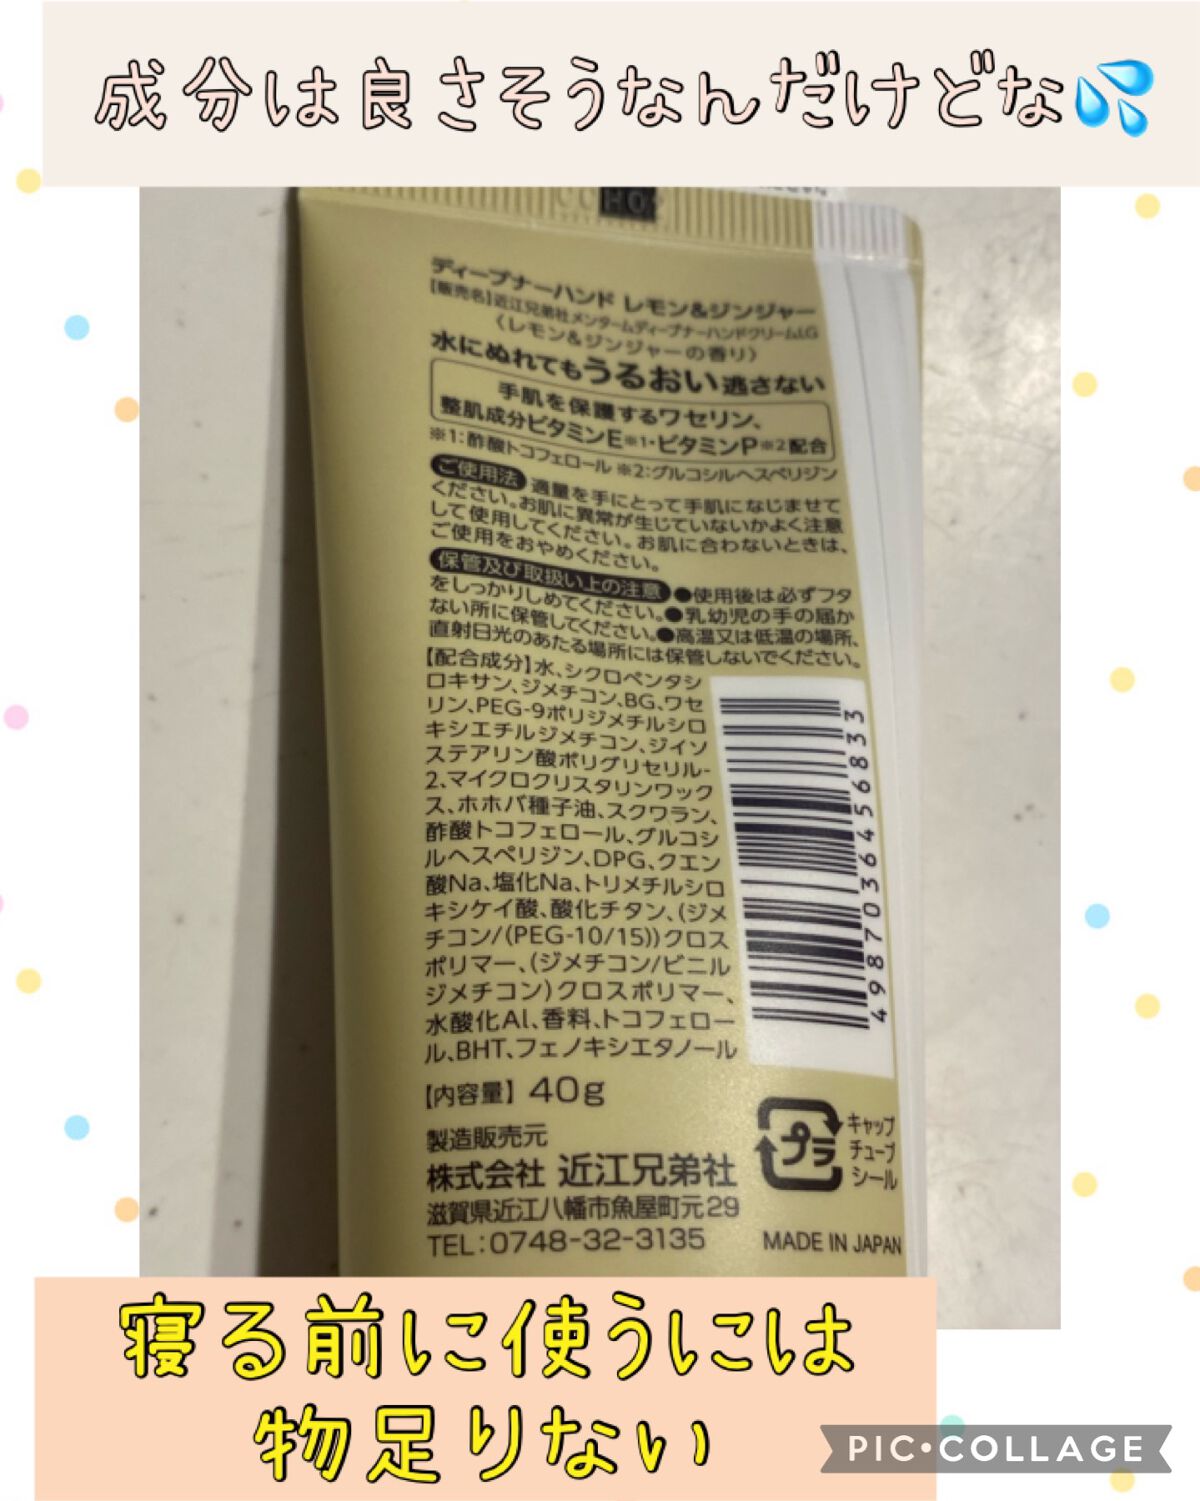 成分は良さそうなんだけどな💦
ディープナーハンド レモン&ジンジャー
【販売名】近江兄弟社メンタームディープナーハンドクリームLG
(レモン&ジンジャーの香り)
水にぬれてもうるおい逃さない
手肌を保護するワセリン、
整肌成分ビタミンE※1・ビタミンP※2配合
※1:酢酸トコフェロール ※2:グルコシルヘスペリジン
ご使用法 適量を手にとって手肌になじませて
ください。お肌に異常が生じていないかよく注意
して使用してください。お肌に合わないときは、
ご使用をおやめください。
保管及び取扱い上の注意 ●使用後は必ずフタ
をしっかりしめてください。●乳幼児の手の届か
ない所に保管してください。●高温又は低温の場所、
直射日光のあたる場所には保管しないでください。
【配合成分】水、シクロペンタシ
ロキサン、ジメチコン、BG、ワセ
リン、PEG-9ポリジメチルシロ
キシエチルジメチコン、ジイソ
ステアリン酸ポリグリセリル-
2、マイクロクリスタリンワック
ス、ホホバ種子油、スクワラン、
酢酸トコフェロール、グルコシ
ルヘスペリジン、DPG、クエン
酸Na、塩化Na、トリメチルシロ
キシケイ酸、酸化チタン、(ジメ
チコン/(PEG-10/15))クロス
ポリマー、(ジメチコン/ビニル
ジメチコン)クロスポリマー、
水酸化Al、香料、トコフェロー
ル、BHT、フェノキシエタノール
4987036456833
【内容量】40g
製造販売元
株式会社 近江兄弟社
滋賀県近江八幡市魚屋町元29
TEL:0748-32-3135
プラ
キャップ
チューブ
シール
MADE IN JAPAN
寝る前に使うには
物足りない
PIC•COLLAGE